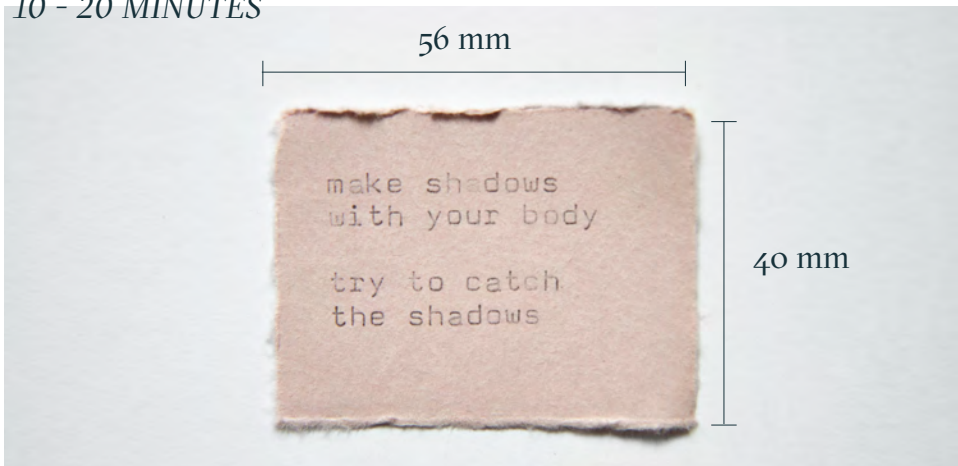 10 - 20 MINUTES
56 mm
make shadows
with your body
40 mm
try to catch
the shadows